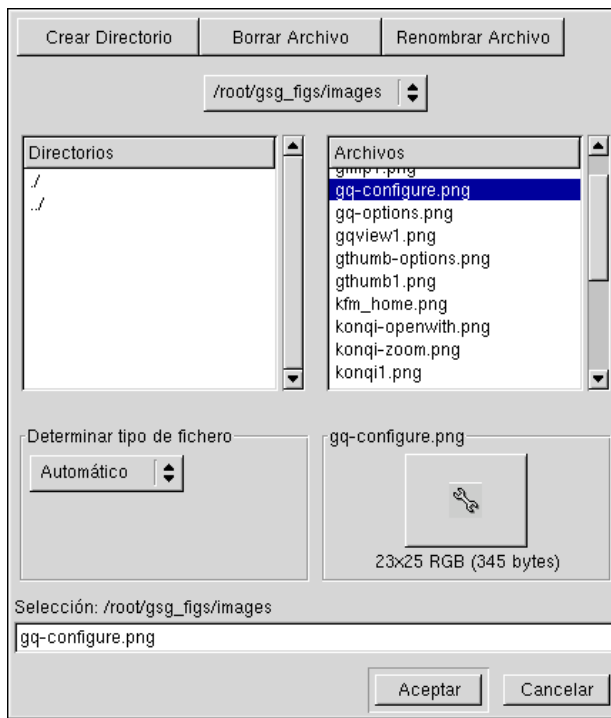 Crear Directorio
Borrar Archivo
Renombrar Archivo
/root/gsg_figs/images
Directorios
./
../
Archivos
gimp1.png
gq-configure.png
gq-options.png
gqview1.png
gthumb-options.png
gthumb1.png
kfm_home.png
konqi-openwith.png
konqi-zoom.png
konqi1.png
Determinar tipo de fichero
Automático
gq-configure.png
23x25 RGB (345 bytes)
Selección: /root/gsg_figs/images
gq-configure.png
Aceptar
Cancelar